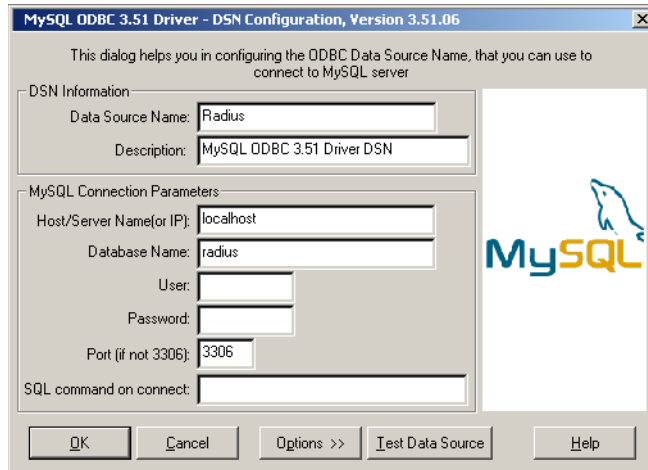 MySQL ODBC 3.51 Driver - DSN Configuration, Version 3.51.06
This dialog helps you in configuring the ODBC Data Source Name, that you can use to
connect to MySQL server
DSN Information
Data Source Name: Radius
Description: MySQL ODBC 3.51 Driver DSN
MySQL Connection Parameters
Host/Server Name(or IP): localhost
Database Name: radius
User:
Password:
Port (if not 3306): 3306
SQL command on connect:
MySQL
OK Cancel Options >> Test Data Source Help